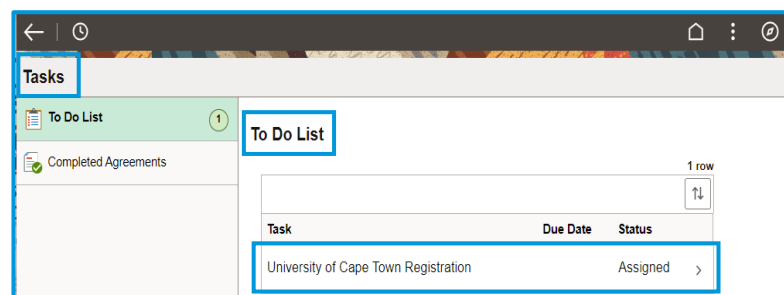 Tasks
To Do List 1
Completed Agreements
To Do List
1 row
Task Due Date Status
University of Cape Town Registration Assigned